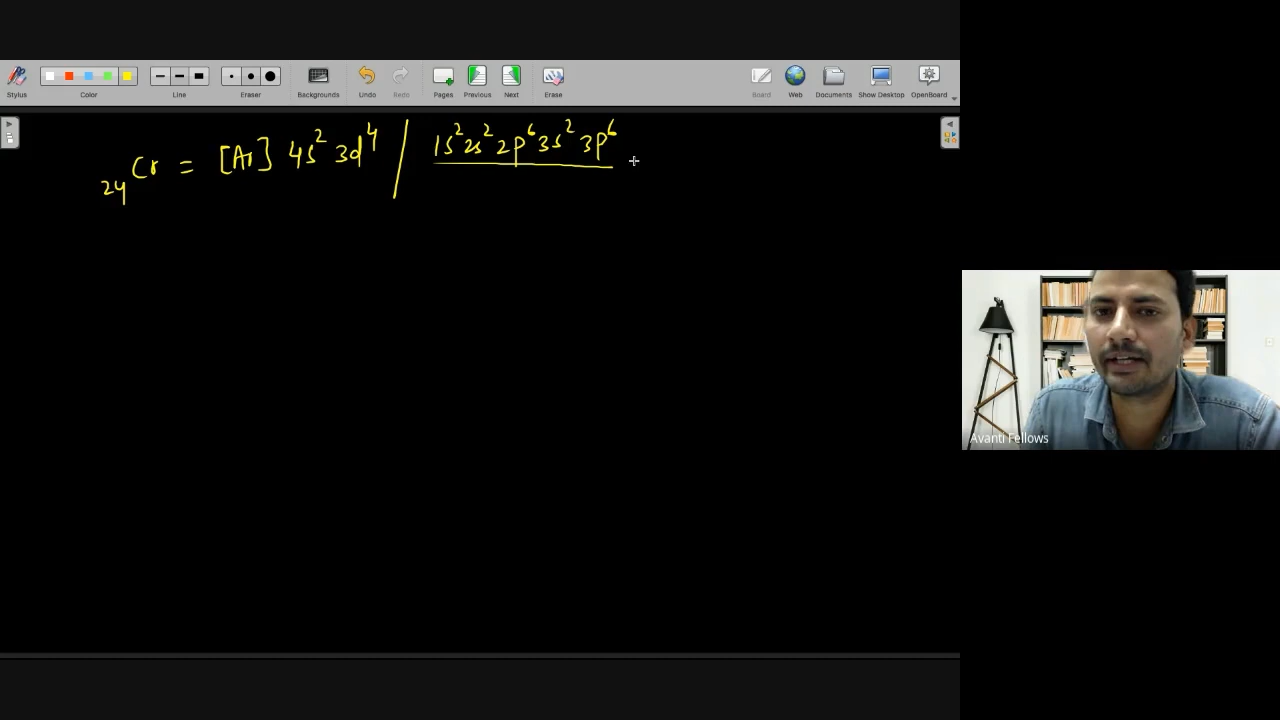 Stylus Color Line Eraser Backgrounds Undo Redo Pages Previous Next Erase Board Web Documents Show Desktop OpenBoard
₂₄Cr = [Ar] 4s² 3d⁴ / 1s² 2s² 2p⁶ 3s² 3p⁶
Avanti Fellows